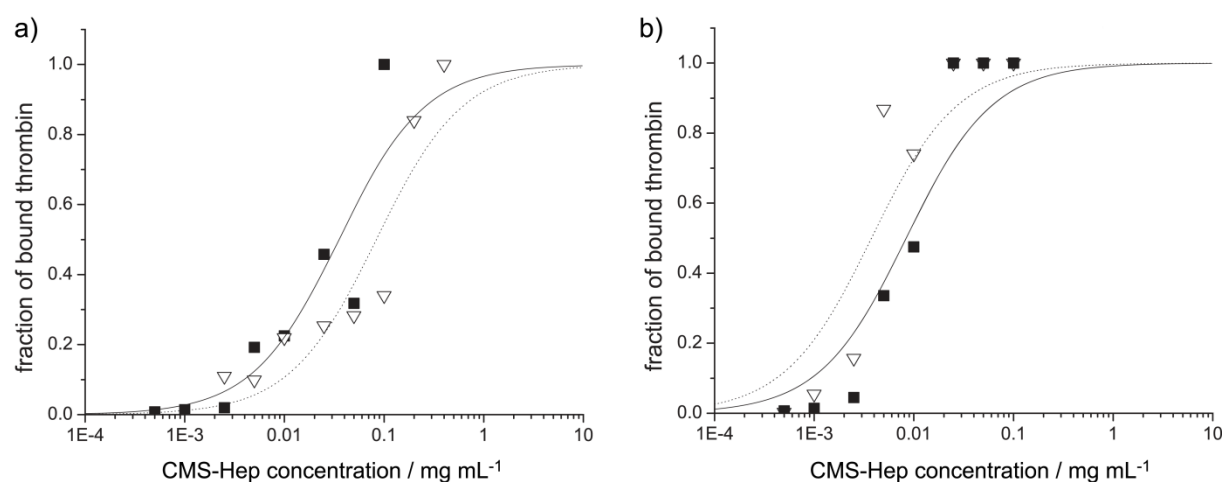 a)
fraction of bound thrombin
1.0
0.8
0.6
0.4
0.2
0.0
1E-4
1E-3
0.01
0.1
1
10
CMS-Hep concentration / mg mL⁻¹
b)
fraction of bound thrombin
1.0
0.8
0.6
0.4
0.2
0.0
1E-4
1E-3
0.01
0.1
1
10
CMS-Hep concentration / mg mL⁻¹